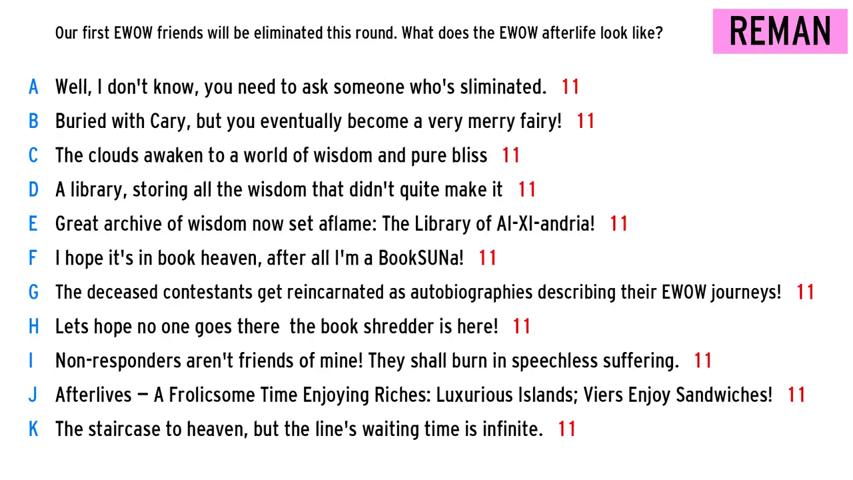 Our first EWOW friends will be eliminated this round. What does the EWOW afterlife look like?
REMAN
A Well, I don't know, you need to ask someone who's sliminated. 11
B Buried with Cary, but you eventually become a very merry fairy! 11
C The clouds awaken to a world of wisdom and pure bliss 11
D A library, storing all the wisdom that didn't quite make it 11
E Great archive of wisdom now set aflame: The Library of Al-XI-andria! 11
F I hope it's in book heaven, after all I'm a BookSUNa! 11
G The deceased contestants get reincarnated as autobiographies describing their EWOW journeys! 11
H Lets hope no one goes there  the book shredder is here! 11
I Non-responders aren't friends of mine! They shall burn in speechless suffering. 11
J Afterlives – A Frolicsome Time Enjoying Riches: Luxurious Islands; Viers Enjoy Sandwiches! 11
K The staircase to heaven, but the line's waiting time is infinite. 11